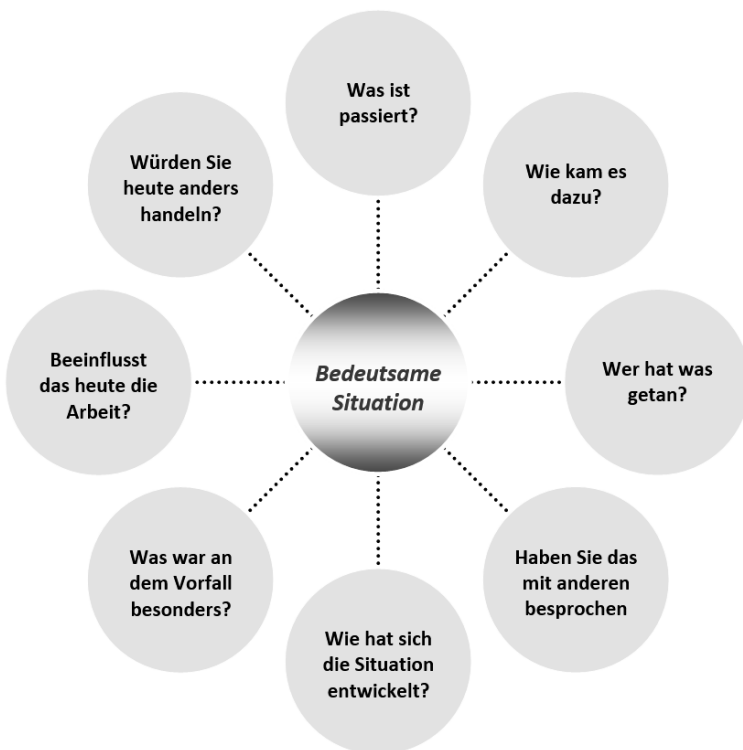 Was ist
passiert?
Wie kam es
dazu?
Wer hat was
getan?
Haben Sie das
mit anderen
besprochen
Wie hat sich
die Situation
entwickelt?
Was war an
dem Vorfall
besonders?
Beeinflusst
das heute die
Arbeit?
Würden Sie
heute anders
handeln?
Bedeutsame
Situation